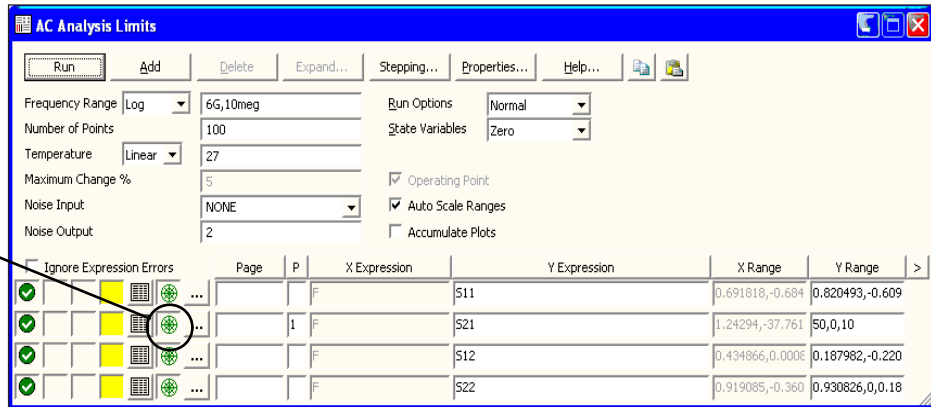 AC Analysis Limits
Run Add Delete Expand... Stepping... Properties... Help...
Frequency Range Log 6G,10meg Run Options Normal
Number of Points 100 State Variables Zero
Temperature Linear 27
Maximum Change % 5 Operating Point
Noise Input NONE Auto Scale Ranges
Noise Output 2 Accumulate Plots
Ignore Expression Errors Page P X Expression Y Expression X Range Y Range >
... F S11 0.691818,-0.684 0.820493,-0.609
... 1 F S21 1.24294,-37.761 50,0,10
... F S12 0.434866,0.0008 0.187982,-0.220
... F S22 0.919085,-0.360 0.930826,0,0.18